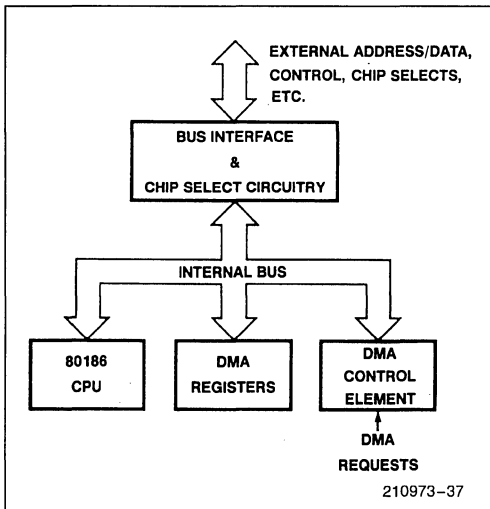 EXTERNAL ADDRESS/DATA,
CONTROL, CHIP SELECTS,
ETC.
BUS INTERFACE
&
CHIP SELECT CIRCUITRY
INTERNAL BUS
80186
CPU
DMA
REGISTERS
DMA
CONTROL
ELEMENT
DMA
REQUESTS
210973–37